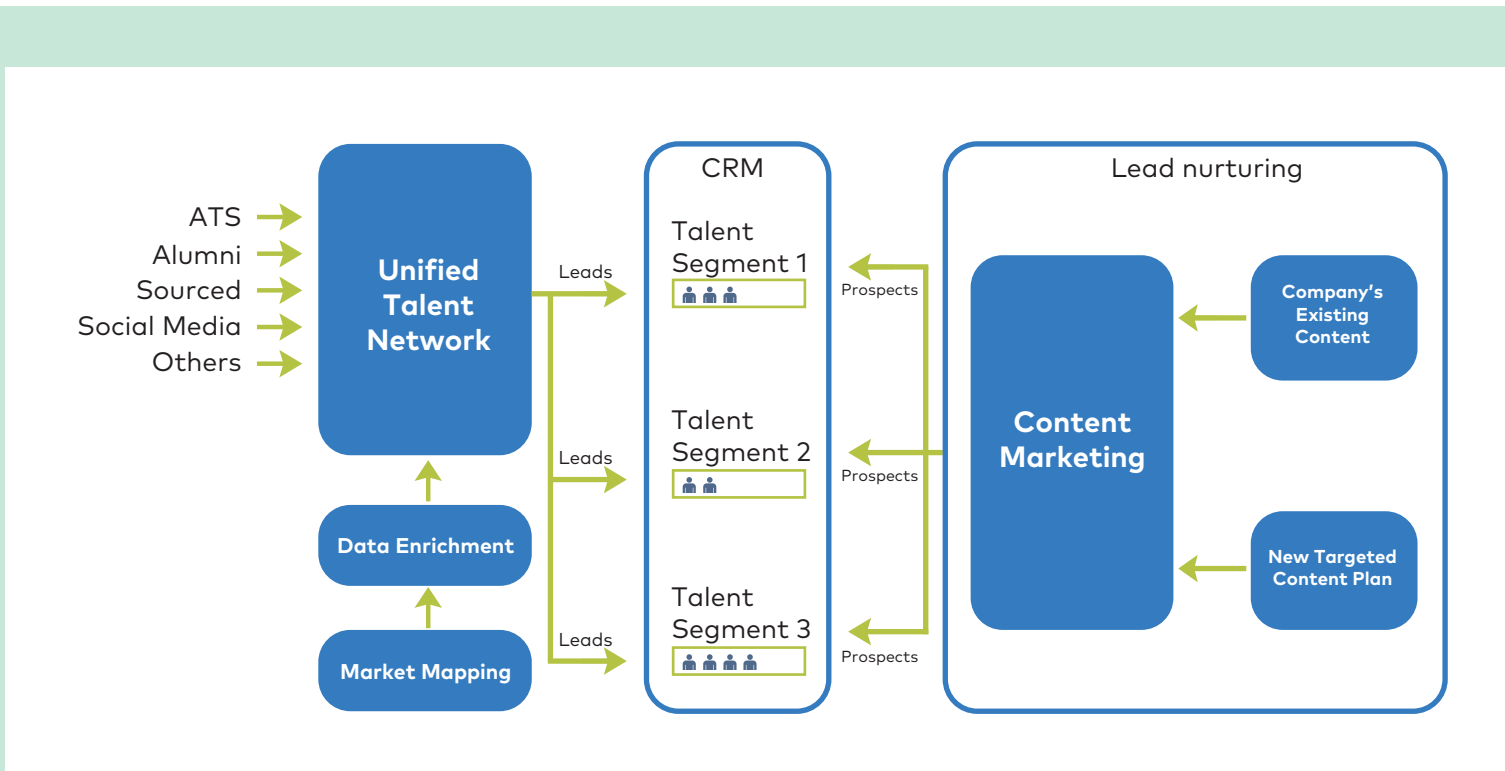 ATS
Alumni
Sourced
Social Media
Others
Unified
Talent
Network
Data Enrichment
Market Mapping
Leads
Leads
Leads
CRM
Talent
Segment 1
Talent
Segment 2
Talent
Segment 3
Prospects
Prospects
Prospects
Lead nurturing
Content
Marketing
Company’s
Existing
Content
New Targeted
Content Plan